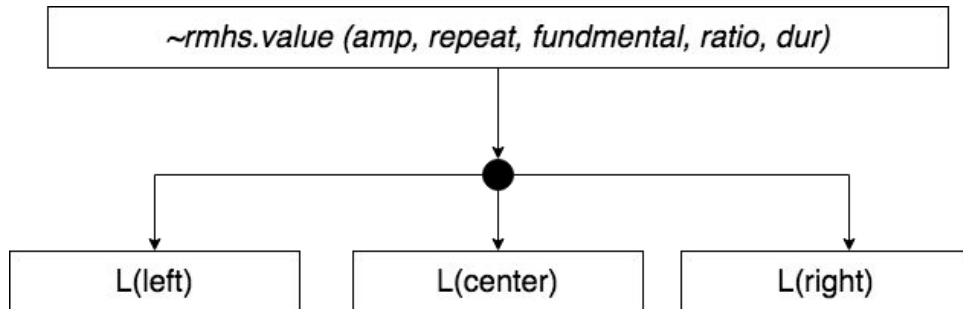 ~rmhs.value (amp, repeat, fundmental, ratio, dur)
L(left)
L(center)
L(right)